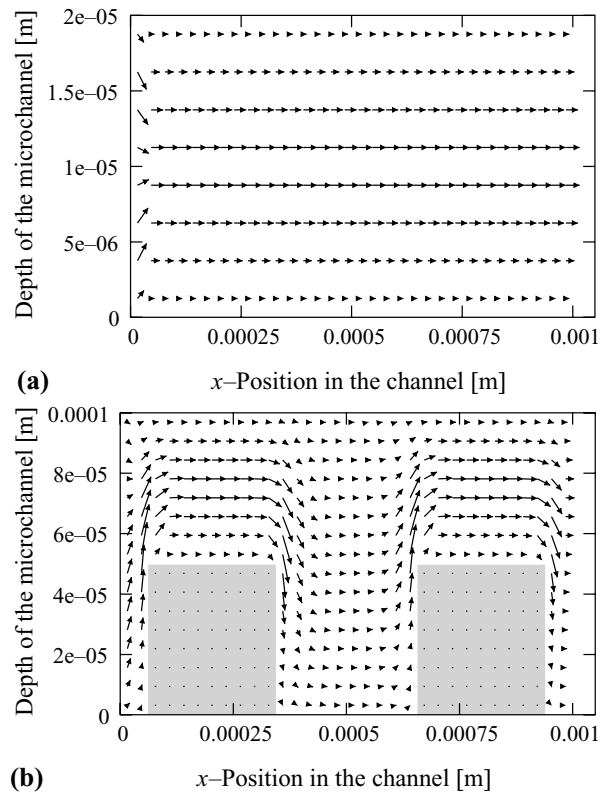 Depth of the microchannel [m]
2e–05
1.5e–05
1e–05
5e–06
0
0 0.00025 0.0005 0.00075 0.001
(a) x–Position in the channel [m]
Depth of the microchannel [m]
0.0001
8e–05
6e–05
4e–05
2e–05
0
0 0.00025 0.0005 0.00075 0.001
(b) x–Position in the channel [m]